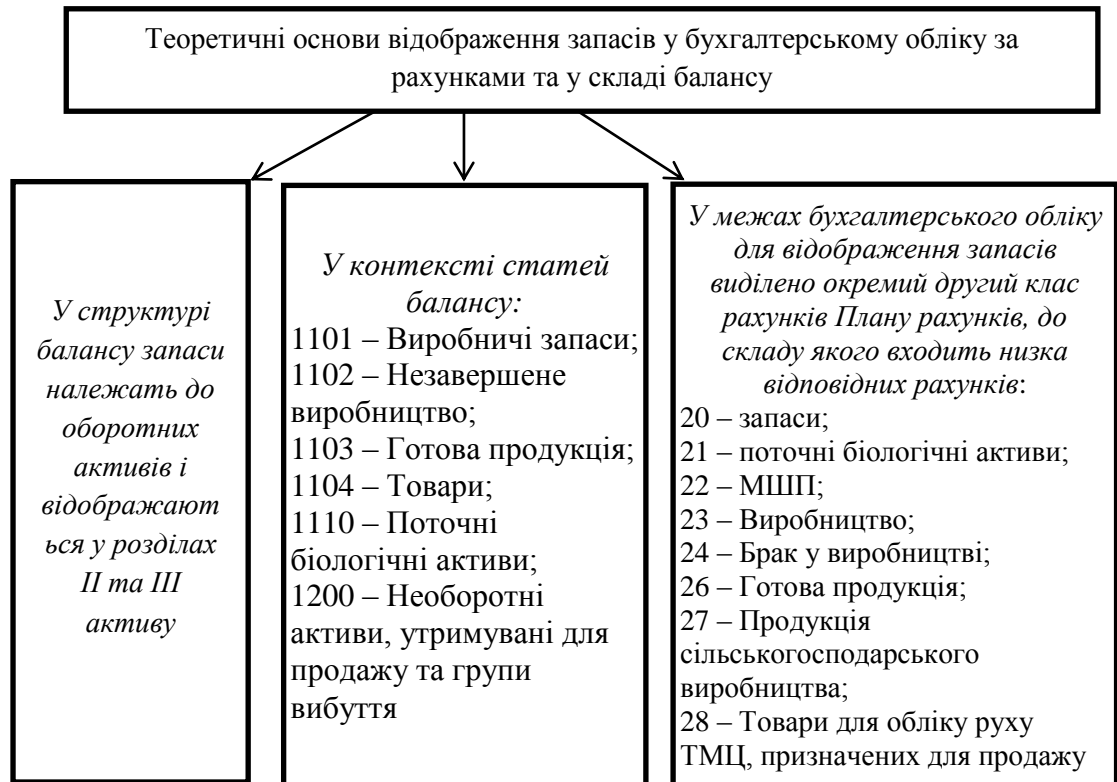 Теоретичні основи відображення запасів у бухгалтерському обліку за
рахунками та у складі балансу
У структурі
балансу запаси
належать до
оборотних
активів і
відображают
ься у розділах
II та III
активу
У контексті статей
балансу:
1101 – Виробничі запаси;
1102 – Незавершене
виробництво;
1103 – Готова продукція;
1104 – Товари;
1110 – Поточні
біологічні активи;
1200 – Необоротні
активи, утримувані для
продажу та групи
вибуття
У межах бухгалтерського обліку
для відображення запасів
виділено окремий другий клас
рахунків Плану рахунків, до
складу якого входить низка
відповідних рахунків:
20 – запаси;
21 – поточні біологічні активи;
22 – МШП;
23 – Виробництво;
24 – Брак у виробництві;
26 – Готова продукція;
27 – Продукція
сільськогосподарського
виробництва;
28 – Товари для обліку руху
ТМЦ, призначених для продажу